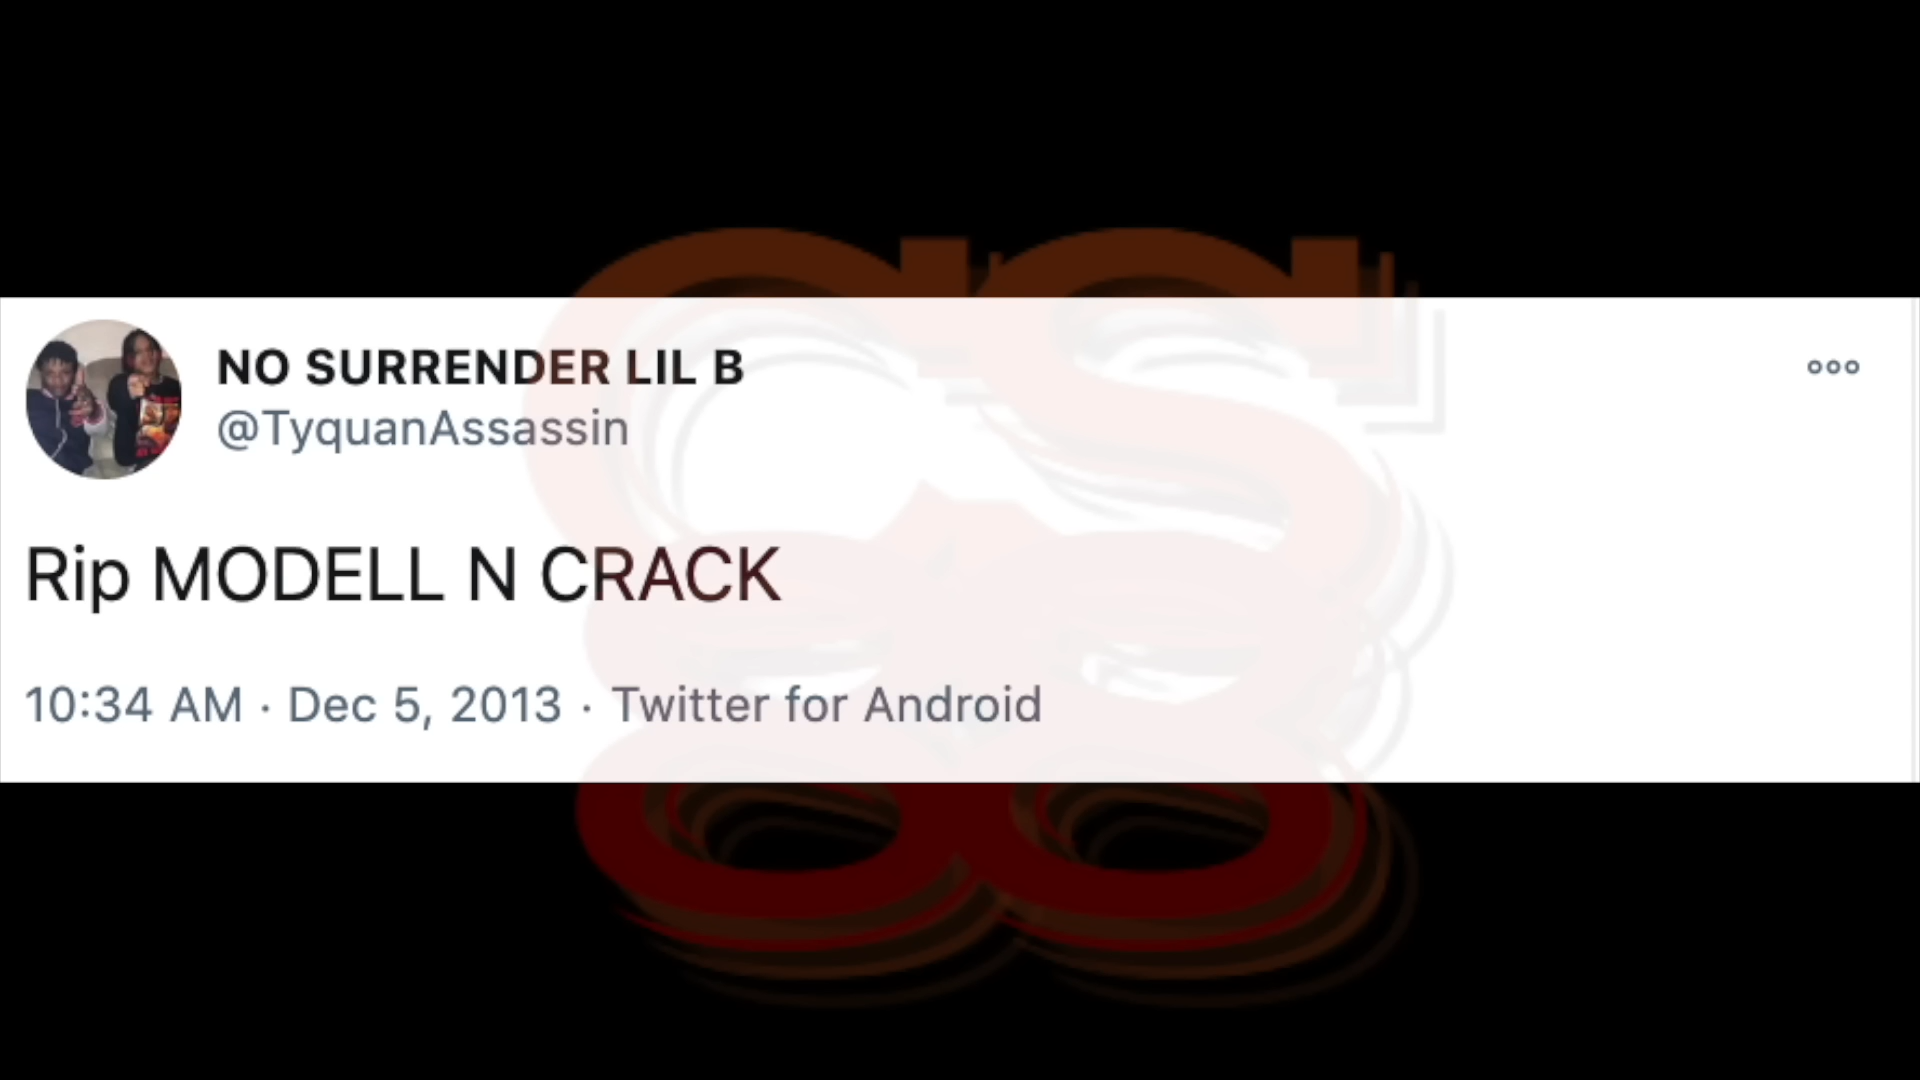 NO SURRENDER LIL B
@TyquanAssassin
Rip MODELL N CRACK
10:34 AM · Dec 5, 2013 · Twitter for Android